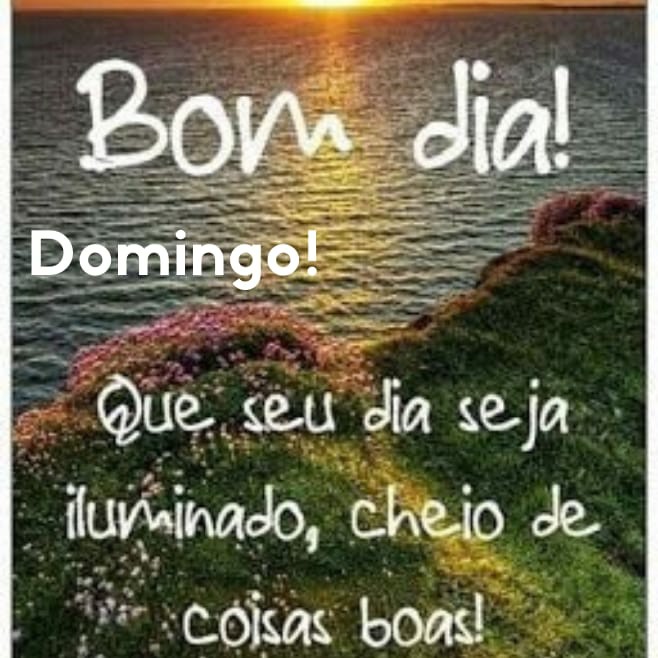 Bom dia!
Domingo!
Que seu dia seja
iluminado, cheio de
coisas boas!